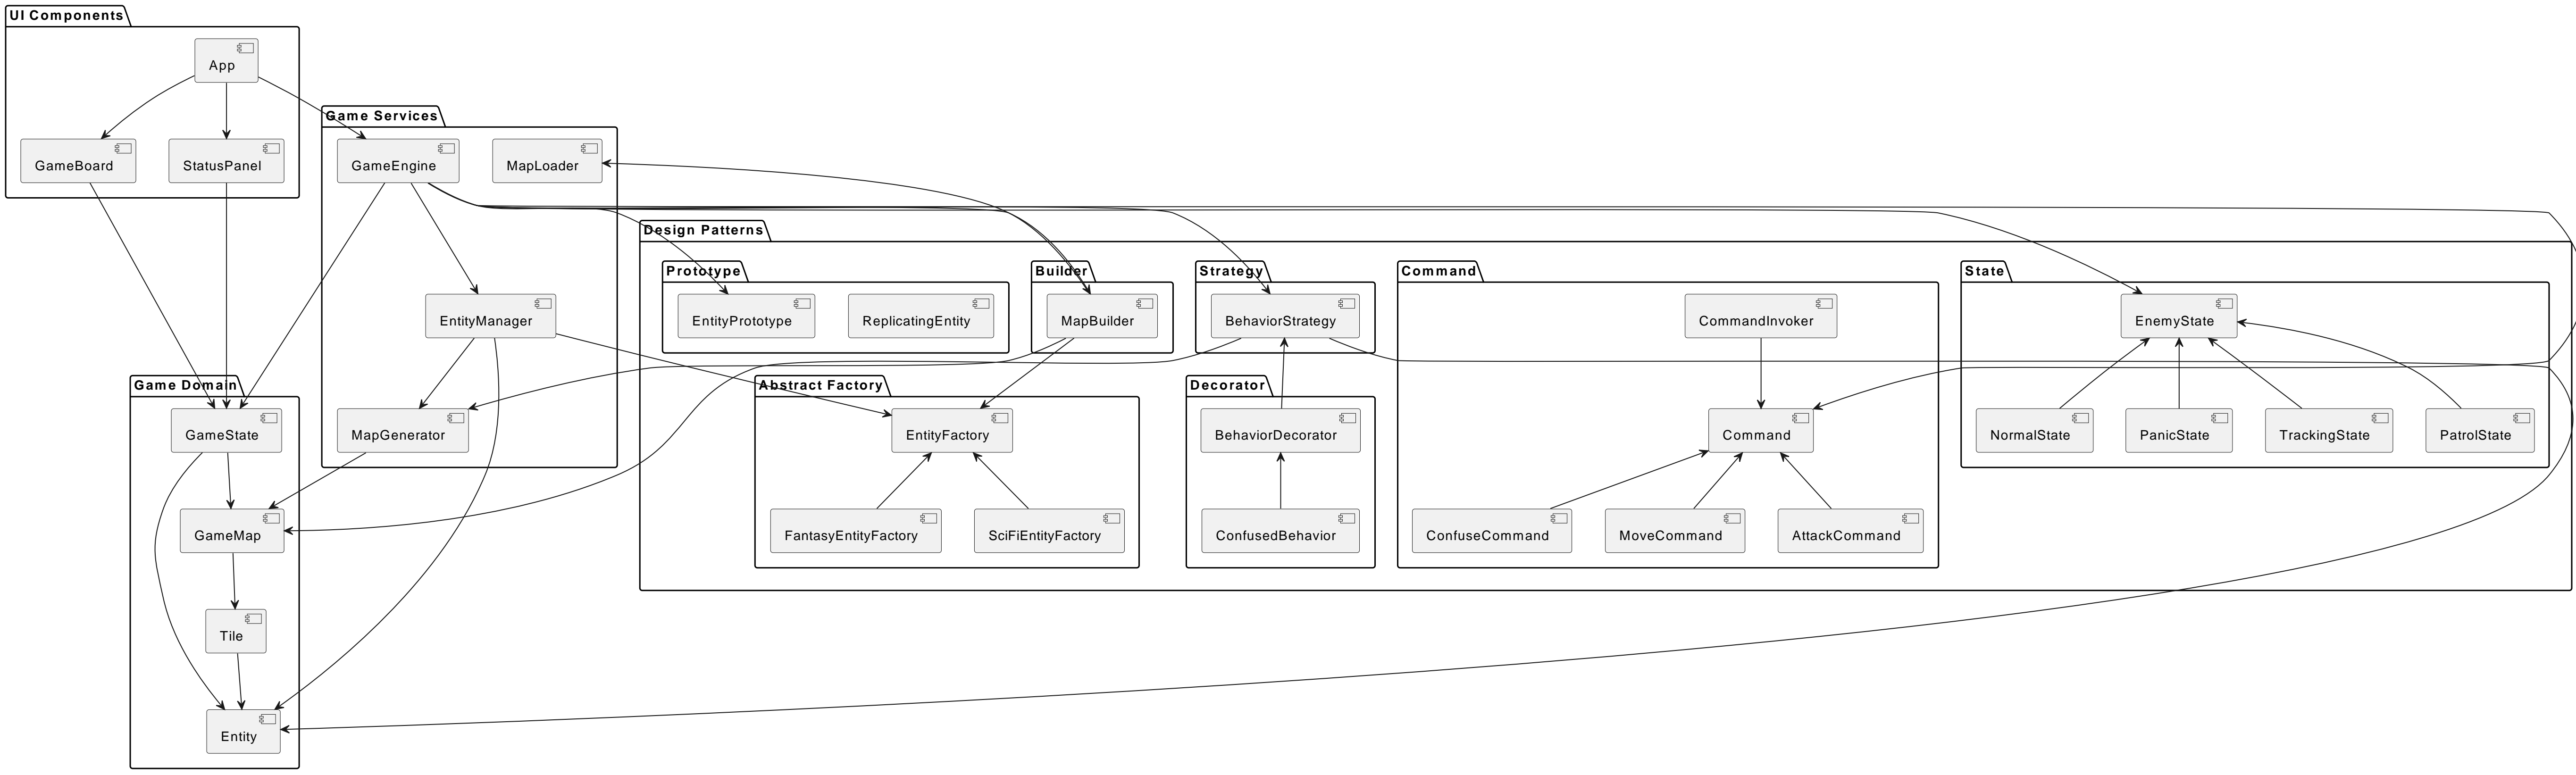 UI Components
App
GameBoard
StatusPanel
Game Services
GameEngine
MapLoader
EntityManager
MapGenerator
Game Domain
GameState
GameMap
Tile
Entity
Design Patterns
Prototype
EntityPrototype
ReplicatingEntity
Builder
MapBuilder
Strategy
BehaviorStrategy
Abstract Factory
EntityFactory
FantasyEntityFactory
SciFiEntityFactory
Decorator
BehaviorDecorator
ConfusedBehavior
Command
CommandInvoker
Command
ConfuseCommand
MoveCommand
AttackCommand
State
EnemyState
NormalState
PanicState
TrackingState
PatrolState